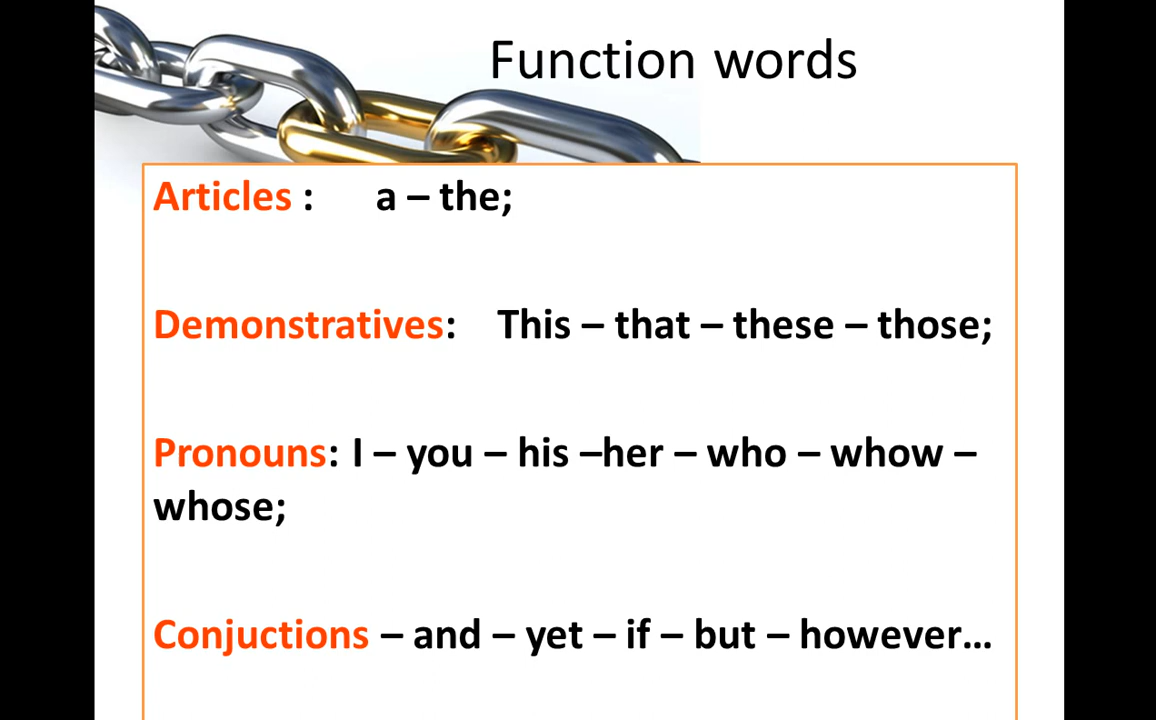 Function words
Articles : a – the;
Demonstratives: This – that – these – those;
Pronouns: I – you – his –her – who – whow –
whose;
Conjuctions – and – yet – if – but – however…